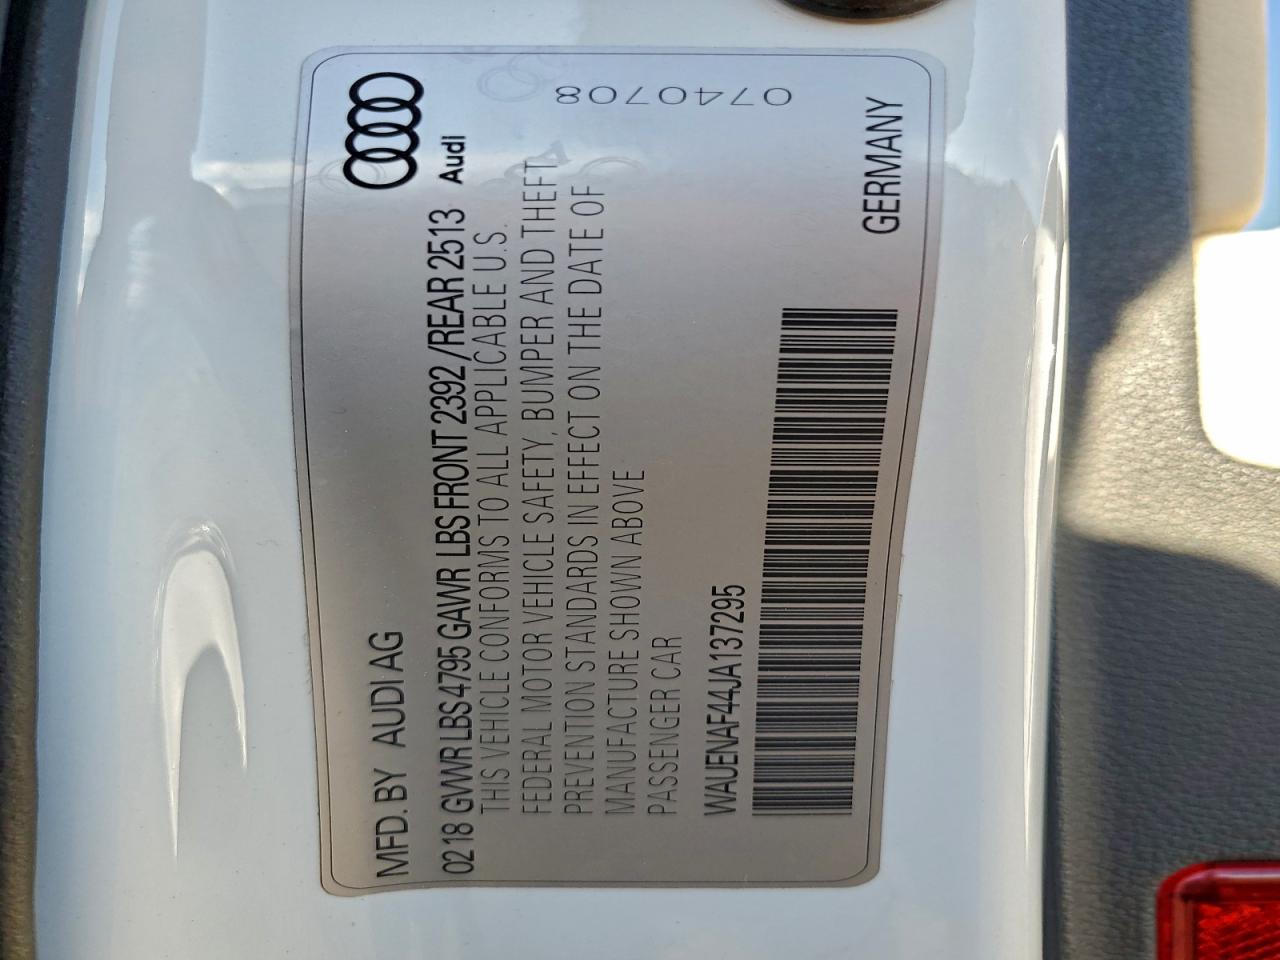 MFD. BY AUDI AG
0218 GVWR LBS 4795 GAWR LBS FRONT 2392 /REAR 2513
Audi
THIS VEHICLE CONFORMS TO ALL APPLICABLE U.S.
FEDERAL MOTOR VEHICLE SAFETY, BUMPER AND THEFT
PREVENTION STANDARDS IN EFFECT ON THE DATE OF
MANUFACTURE SHOWN ABOVE
PASSENGER CAR
WAUENAF44JA137295
GERMANY
0740708